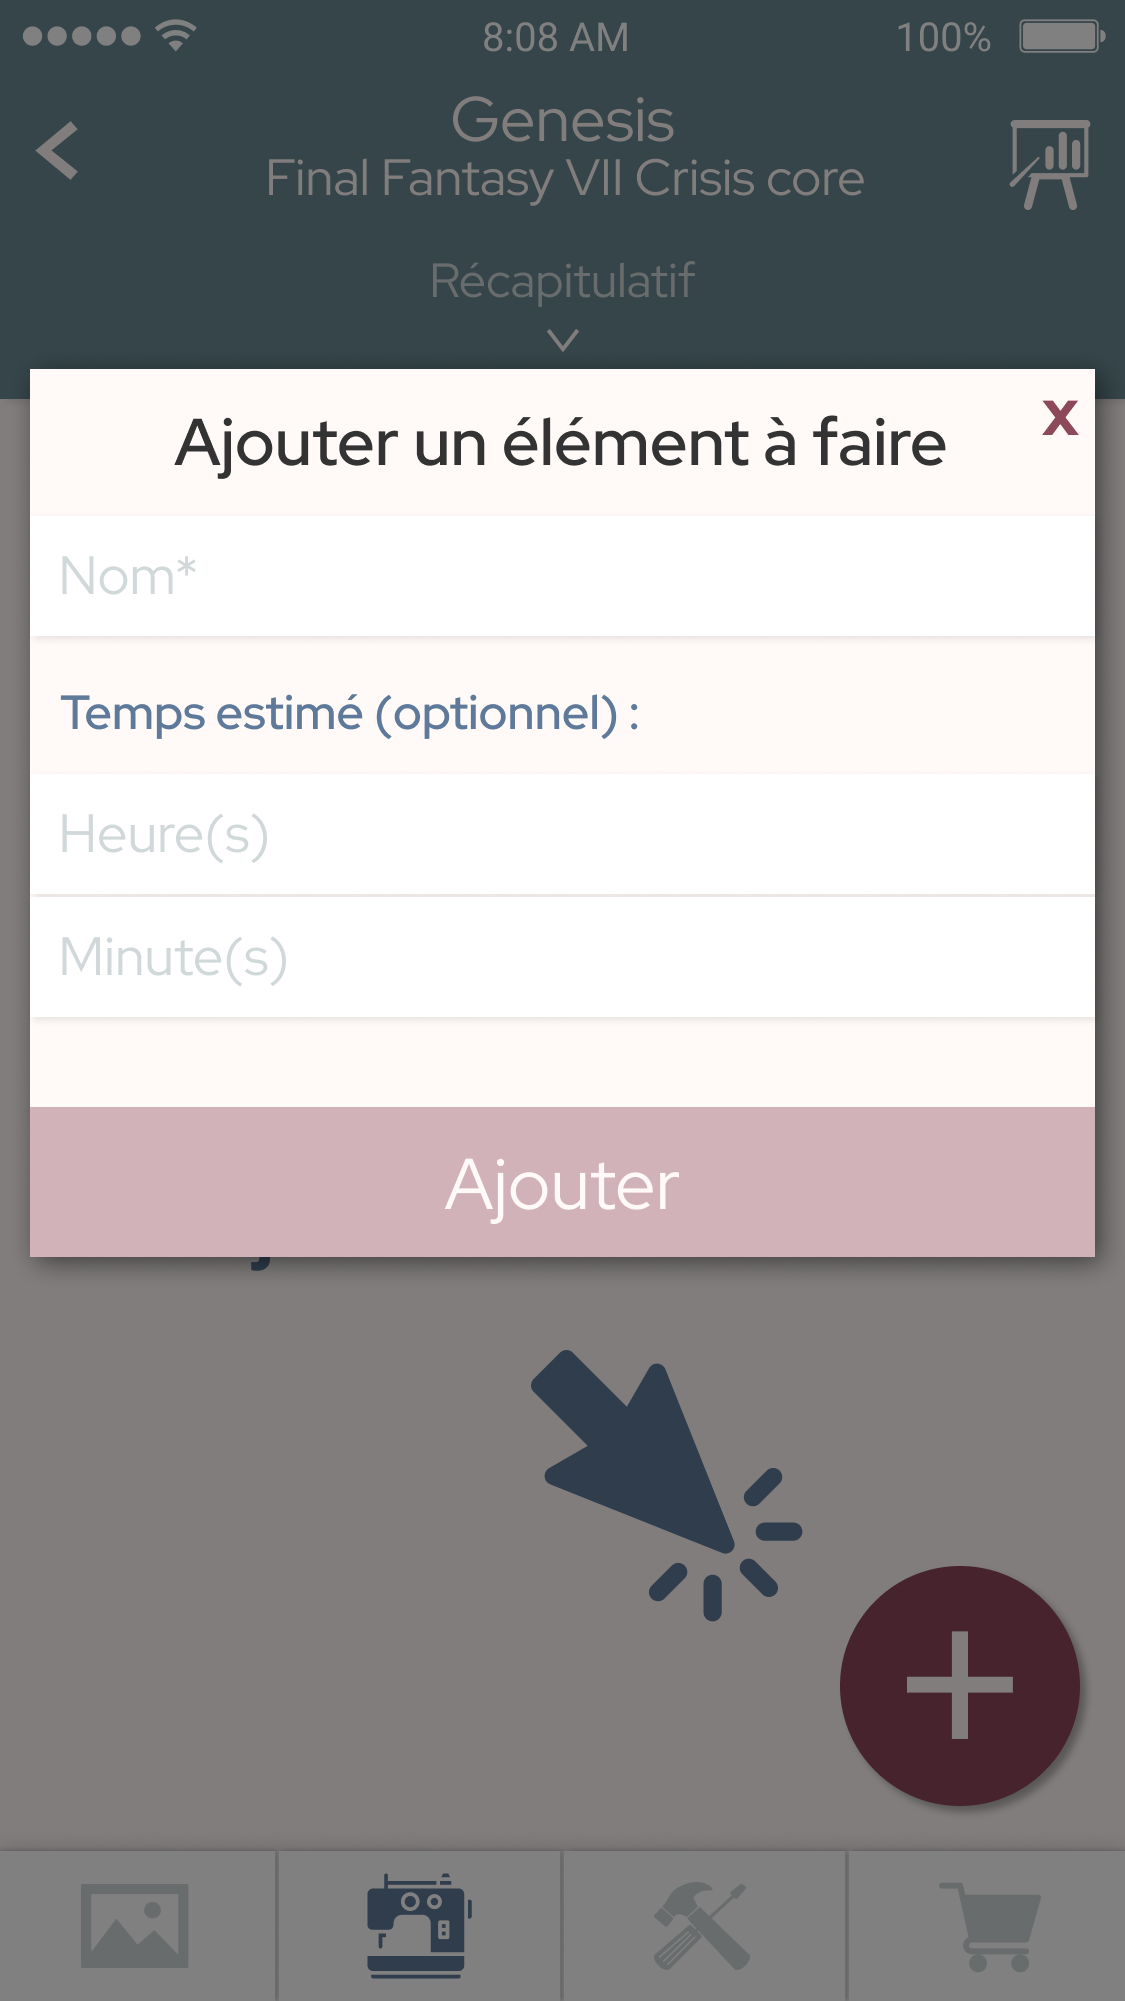 8:08 AM
100%
Genesis
Final Fantasy VII Crisis core
Récapitulatif
Ajouter un élément à faire
x
Nom*
Temps estimé (optionnel) :
Heure(s)
Minute(s)
Ajouter